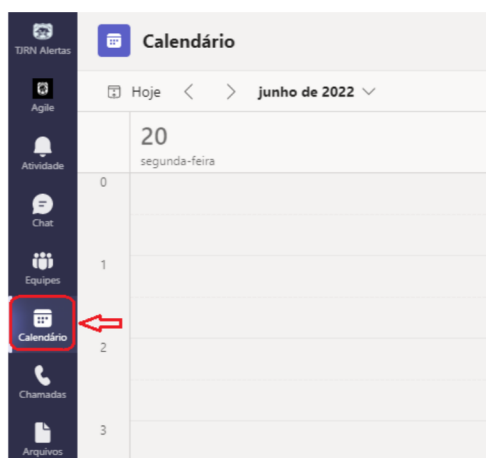 TJRN Alertas
Agile
Atividade
Chat
Equipes
Calendário
Chamadas
Arquivos
Calendário
Hoje
junho de 2022
20
segunda-feira
0
1
2
3